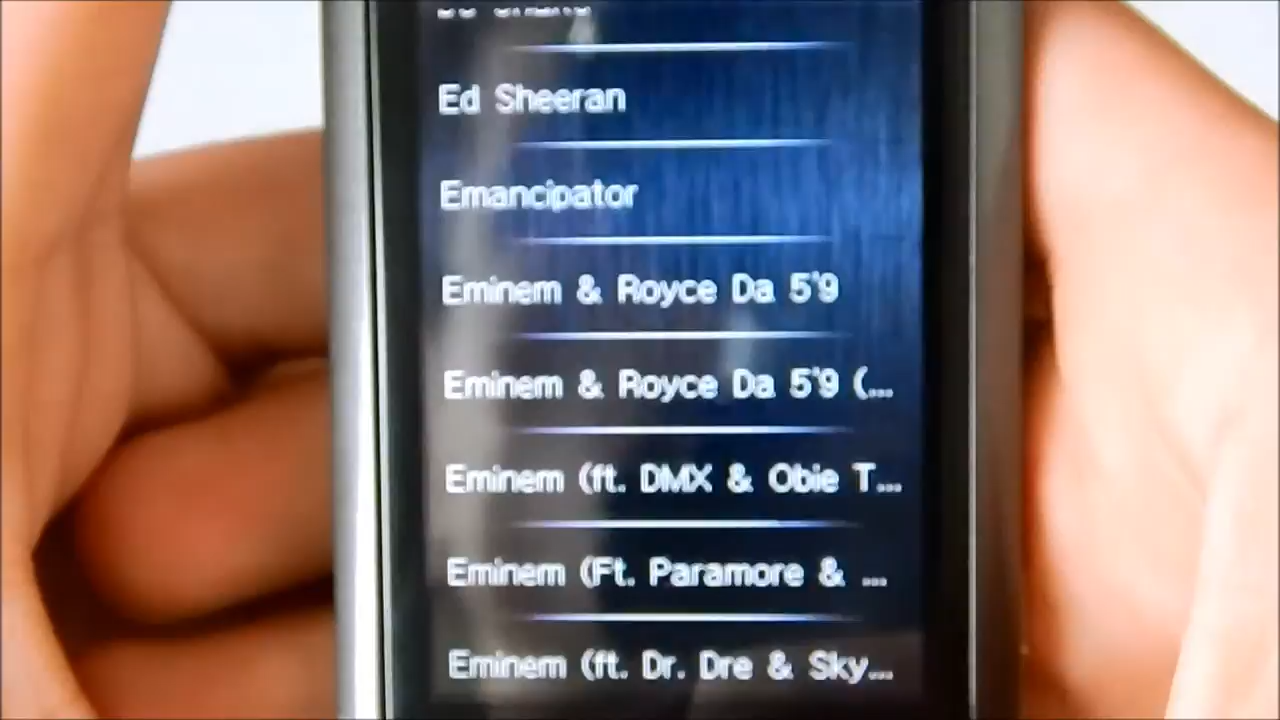 Ed Sheeran
Emancipator
Eminem & Royce Da 5'9
Eminem & Royce Da 5'9 (...
Eminem (ft. DMX & Obie T...
Eminem (Ft. Paramore & ...
Eminem (ft. Dr. Dre & Sky...